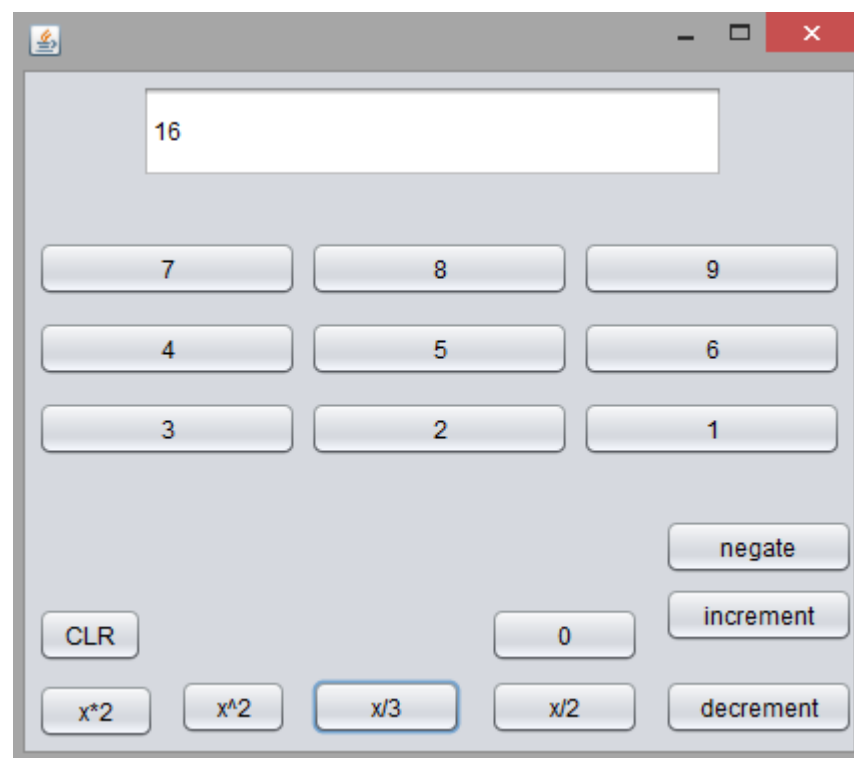 16
7 8 9
4 5 6
3 2 1
negate
increment
CLR 0
x*2 x^2 x/3 x/2 decrement